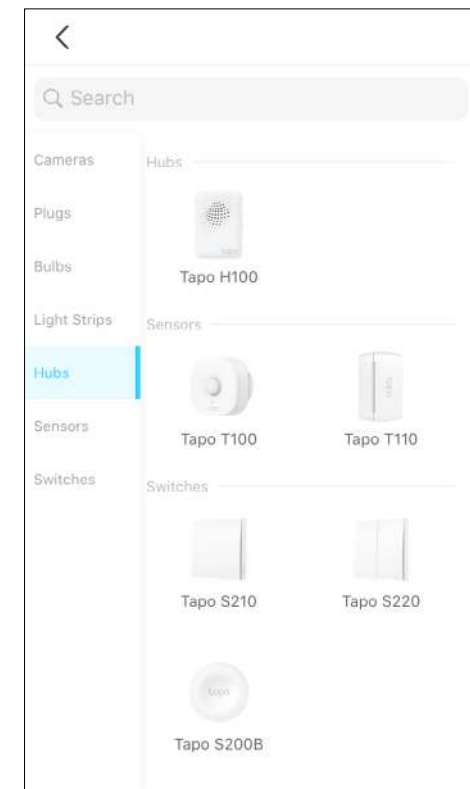 Search
Cameras
Plugs
Bulbs
Light Strips
Hubs
Sensors
Switches
Hubs
Tapo H100
Sensors
Tapo T100
Tapo T110
Switches
Tapo S210
Tapo S220
tapo
Tapo S200B